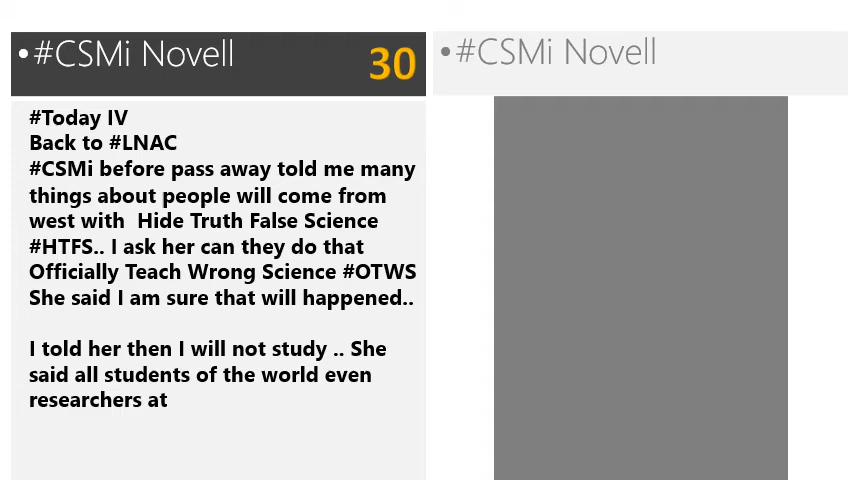 •#CSMi Novell
30
#Today IV
Back to #LNAC
#CSMi before pass away told me many
things about people will come from
west with  Hide Truth False Science
#HTFS.. I ask her can they do that
Officially Teach Wrong Science #OTWS
She said I am sure that will happened..
I told her then I will not study .. She
said all students of the world even
researchers at
•#CSMi Novell